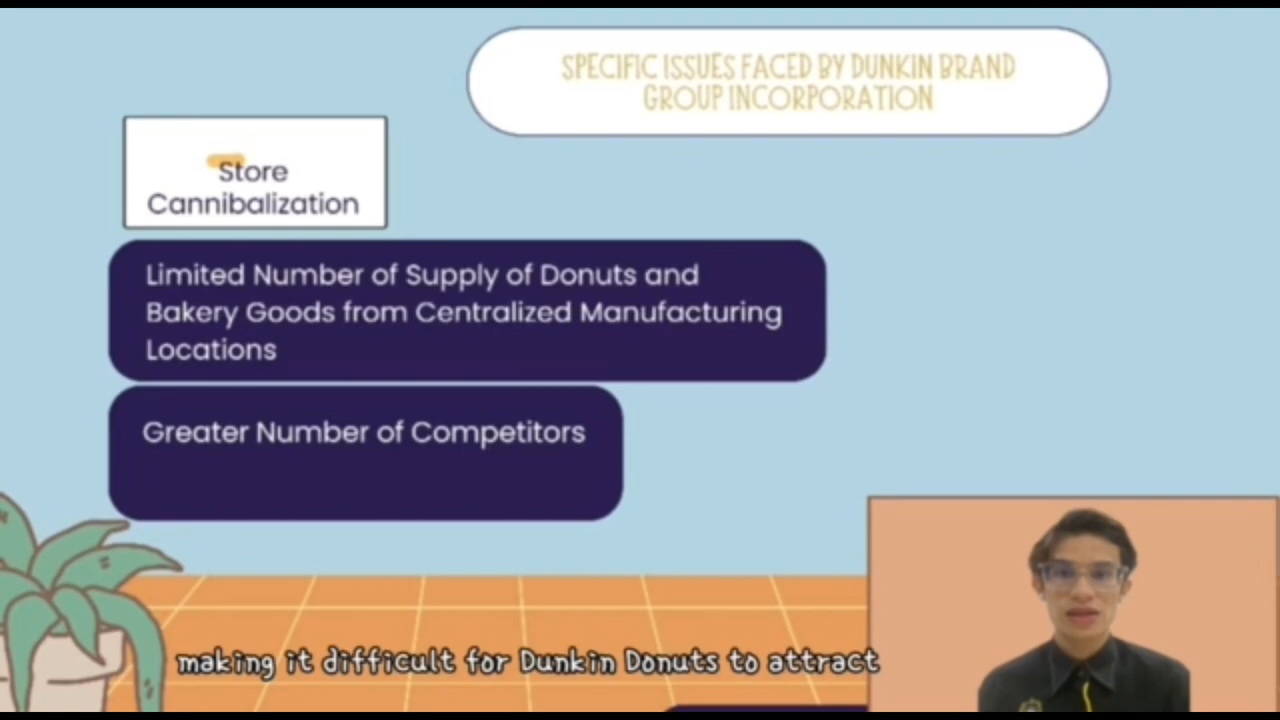 SPECIFIC ISSUES FACED BY DUNKIN BRAND
GROUP INCORPORATION
Store
Cannibalization
Limited Number of Supply of Donuts and
Bakery Goods from Centralized Manufacturing
Locations
Greater Number of Competitors
making it difficult for Dunkin Donuts to attract